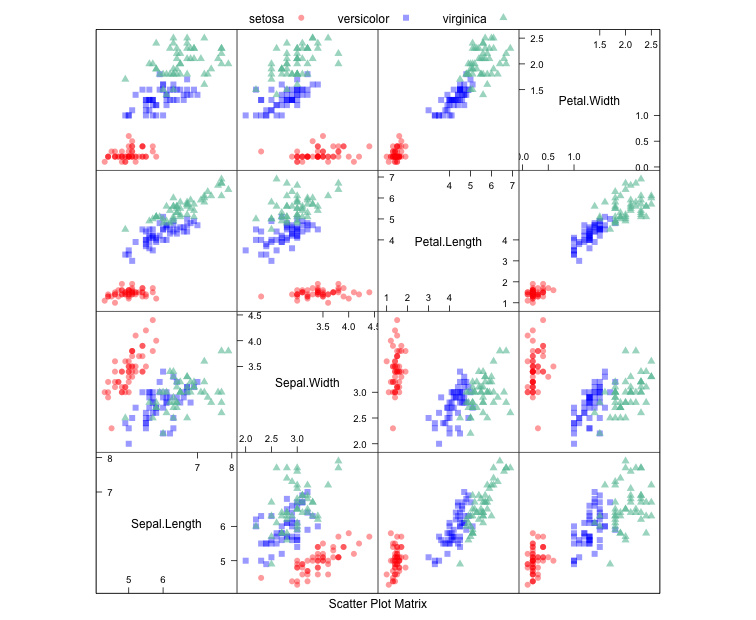 setosa versicolor virginica
1.5 2.0 2.5
2.5
2.0
1.5
Petal.Width
1.0
0.5
0.0
0.0 0.5 1.0
4 5 6 7
7
6
5
4
Petal.Length
4
3
2
1
1 2 3 4
3.5 4.0 4.5
4.5
4.0
3.5
Sepal.Width
3.0
2.5
2.0
2.0 2.5 3.0
7 8
8
7
Sepal.Length
6
5
5 6
Scatter Plot Matrix